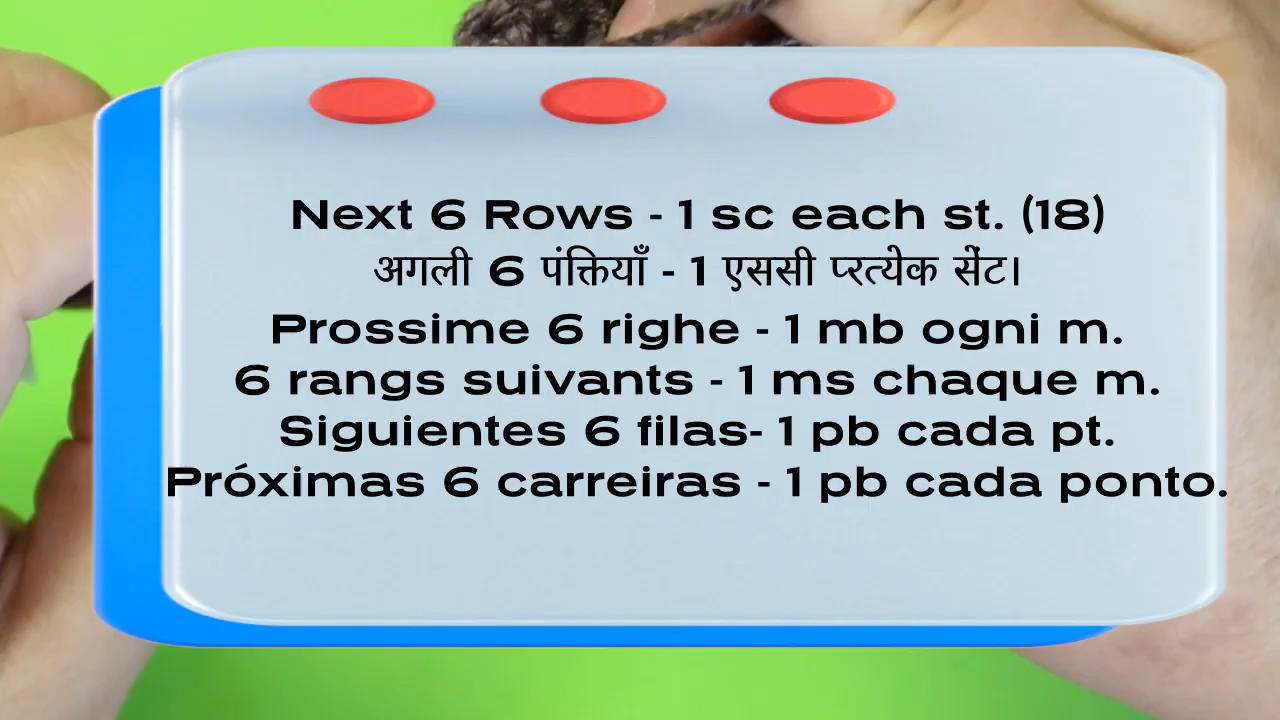 Next 6 Rows - 1 sc each st. (18)
अगली 6 पंक्तियाँ - 1 एससी प्रत्येक सेंट।
Prossime 6 righe - 1 mb ogni m.
6 rangs suivants - 1 ms chaque m.
Siguientes 6 filas- 1 pb cada pt.
Próximas 6 carreiras - 1 pb cada ponto.